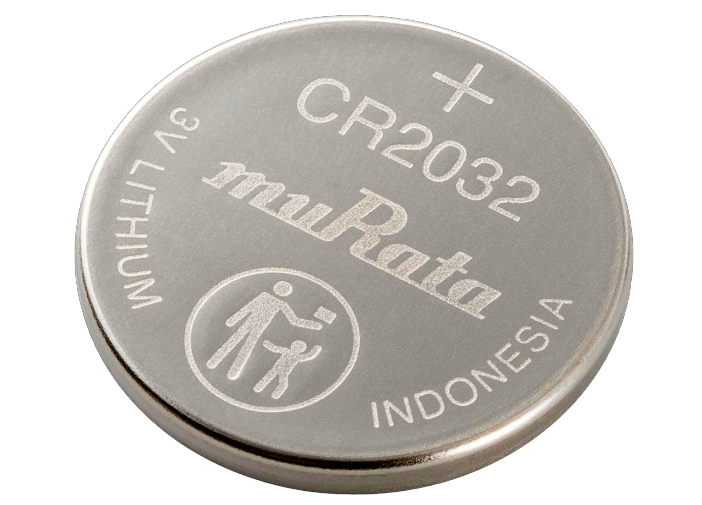 +
CR2032
muRata
3V LITHIUM
INDONESIA